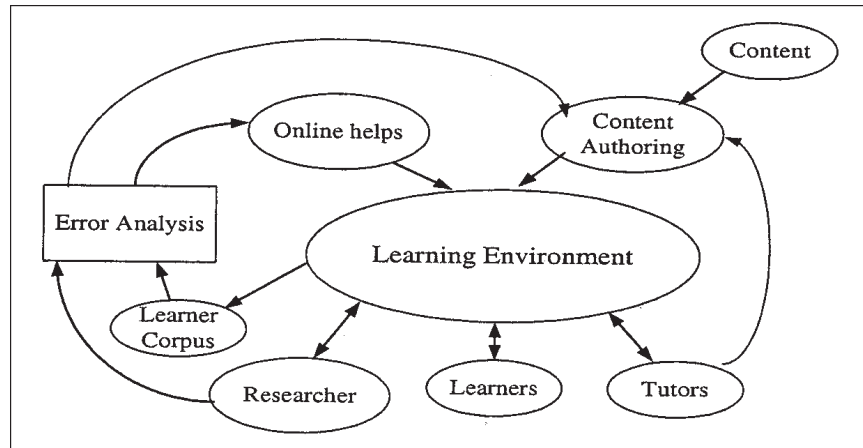 Content
Online helps
Content
Authoring
Error Analysis
Learning Environment
Learner
Corpus
Researcher
Learners
Tutors